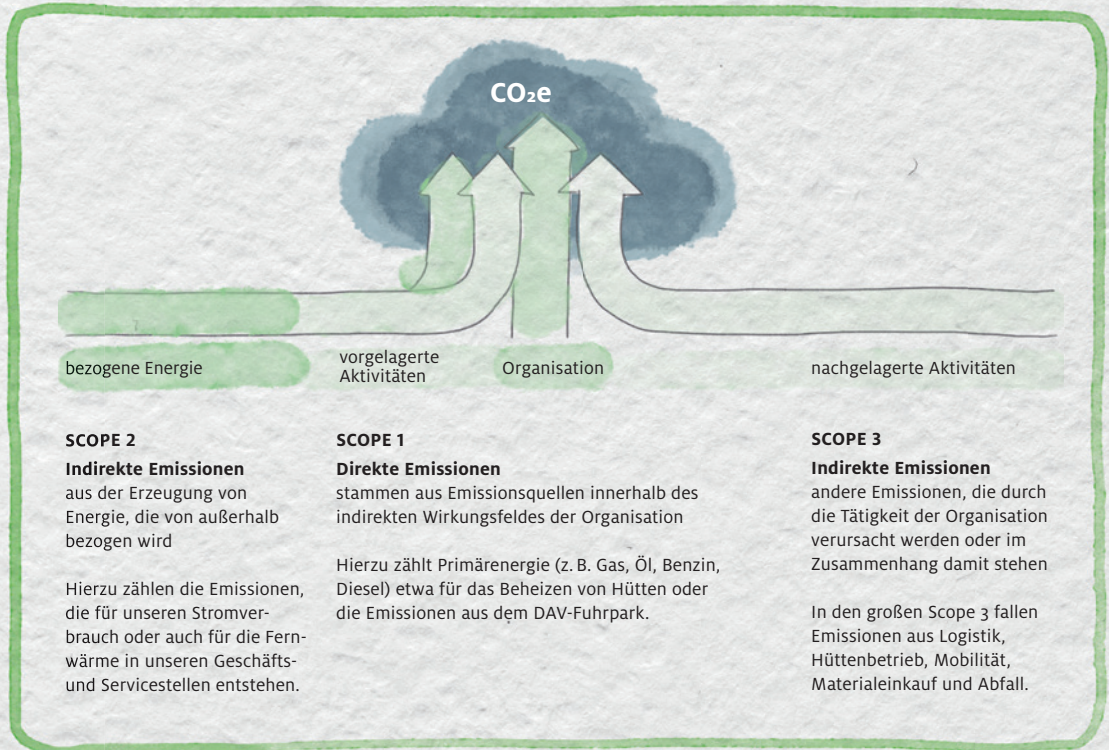 CO₂e
bezogene Energie
vorgelagerte
Aktivitäten
Organisation
nachgelagerte Aktivitäten
SCOPE 2
Indirekte Emissionen
aus der Erzeugung von
Energie, die von außerhalb
bezogen wird
Hierzu zählen die Emissionen,
die für unseren Stromver-
brauch oder auch für die Fern-
wärme in unseren Geschäfts-
und Servicestellen entstehen.
SCOPE 1
Direkte Emissionen
stammen aus Emissionsquellen innerhalb des
indirekten Wirkungsfeldes der Organisation
Hierzu zählt Primärenergie (z. B. Gas, Öl, Benzin,
Diesel) etwa für das Beheizen von Hütten oder
die Emissionen aus dem DAV-Fuhrpark.
SCOPE 3
Indirekte Emissionen
andere Emissionen, die durch
die Tätigkeit der Organisation
verursacht werden oder im
Zusammenhang damit stehen
In den großen Scope 3 fallen
Emissionen aus Logistik,
Hüttenbetrieb, Mobilität,
Materialeinkauf und Abfall.